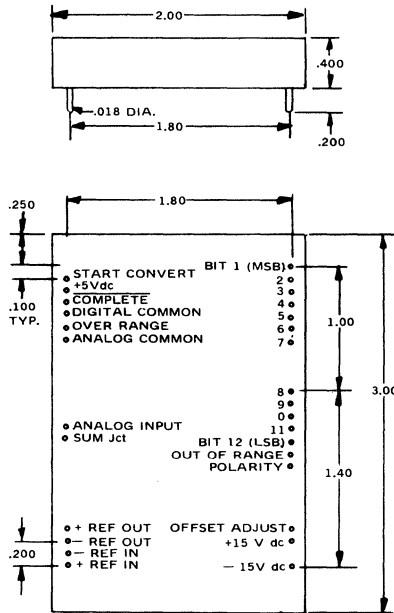 2.00
.400
.018 DIA.
1.80
.200
.250
1.80
START CONVERT
+5Vdc
COMPLETE
DIGITAL COMMON
OVER RANGE
ANALOG COMMON
.100
TYP.
BIT 1 (MSB)
2
3
4
5
6
7
1.00
8
9
0
11
BIT 12 (LSB)
OUT OF RANGE
POLARITY
3.00
1.40
ANALOG INPUT
SUM Jct
+ REF OUT
− REF OUT
− REF IN
+ REF IN
.200
OFFSET ADJUST
+15 V dc
− 15V dc